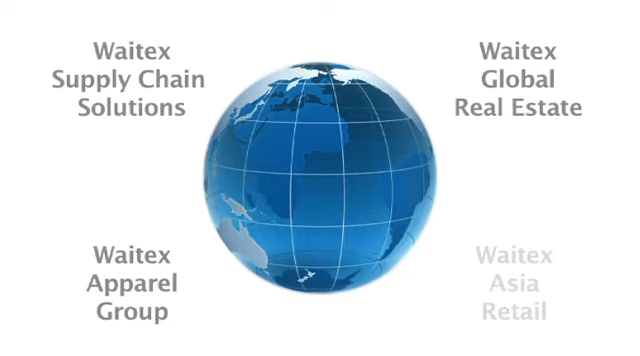 Waitex
Supply Chain
Solutions
Waitex
Global
Real Estate
Waitex
Apparel
Group
Waitex
Asia
Retail